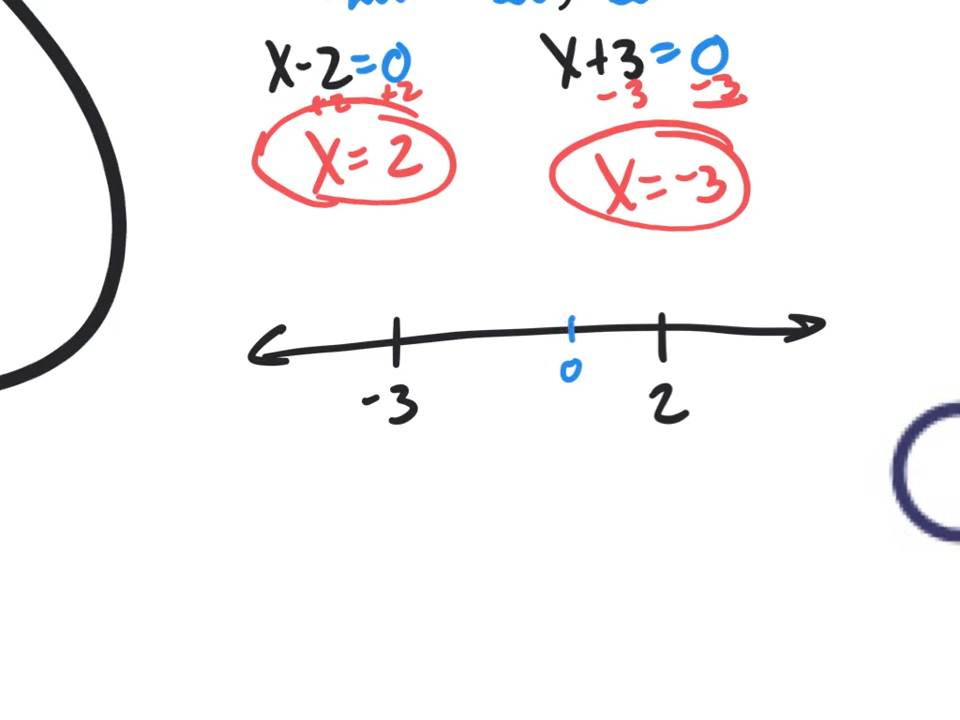 x-2=0 x+3=0
+2 +2 -3 -3
x=2 x=-3
0
-3 2